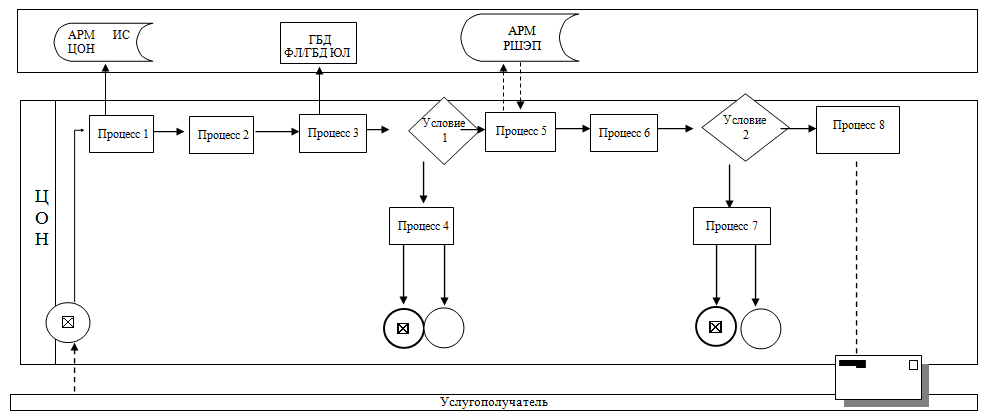 АРМ ИС
ЦОН
ГБД
ФЛ/ГБД ЮЛ
АРМ
РШЭП
Ц
О
Н
Процесс 1
Процесс 2
Процесс 3
Условие
1
Процесс 5
Процесс 6
Условие
2
Процесс 8
Процесс 4
Процесс 7
Услугополучатель